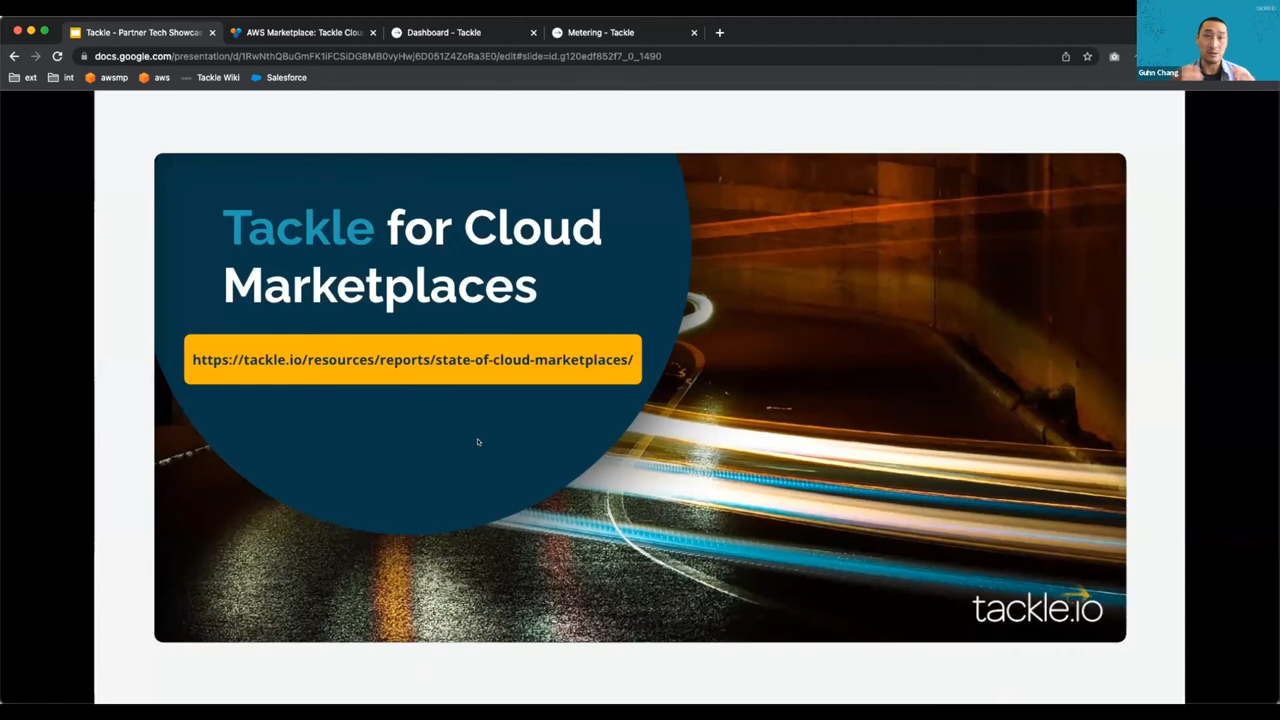 Tackle - Partner Tech Showcas
AWS Marketplace: Tackle Clou
Dashboard - Tackle
Metering - Tackle
tackle.io
docs.google.com/presentation/d/1RwNthQBuGmFK1iFCSiDG8MB0vyHwj6D051Z4ZoRa3E0/edit#slide=id.g120edf852f7_0_1490
ext
int
awsmp
aws
Tackle Wiki
Salesforce
Guhn Chang
Tackle for Cloud
Marketplaces
https://tackle.io/resources/reports/state-of-cloud-marketplaces/
tackle.io